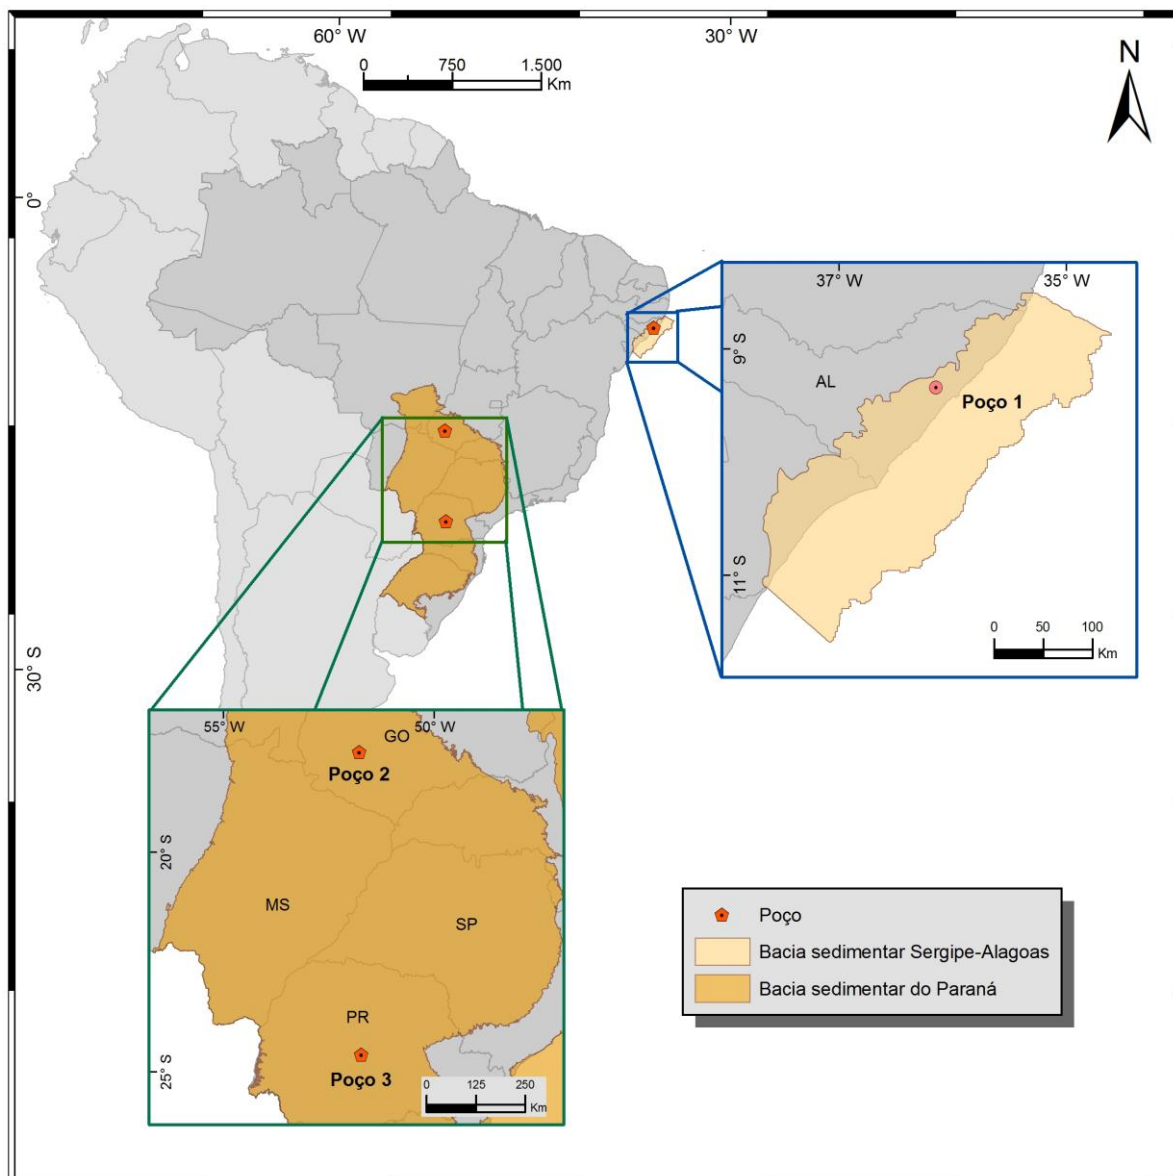 60° W
30° W
0
750
1.500
Km
N
0°
30° S
37° W
35° W
9° S
11° S
AL
Poço 1
0
50
100
Km
55° W
50° W
GO
Poço 2
20° S
MS
SP
PR
25° S
Poço 3
0
125
250
Km
Poço
Bacia sedimentar Sergipe-Alagoas
Bacia sedimentar do Paraná